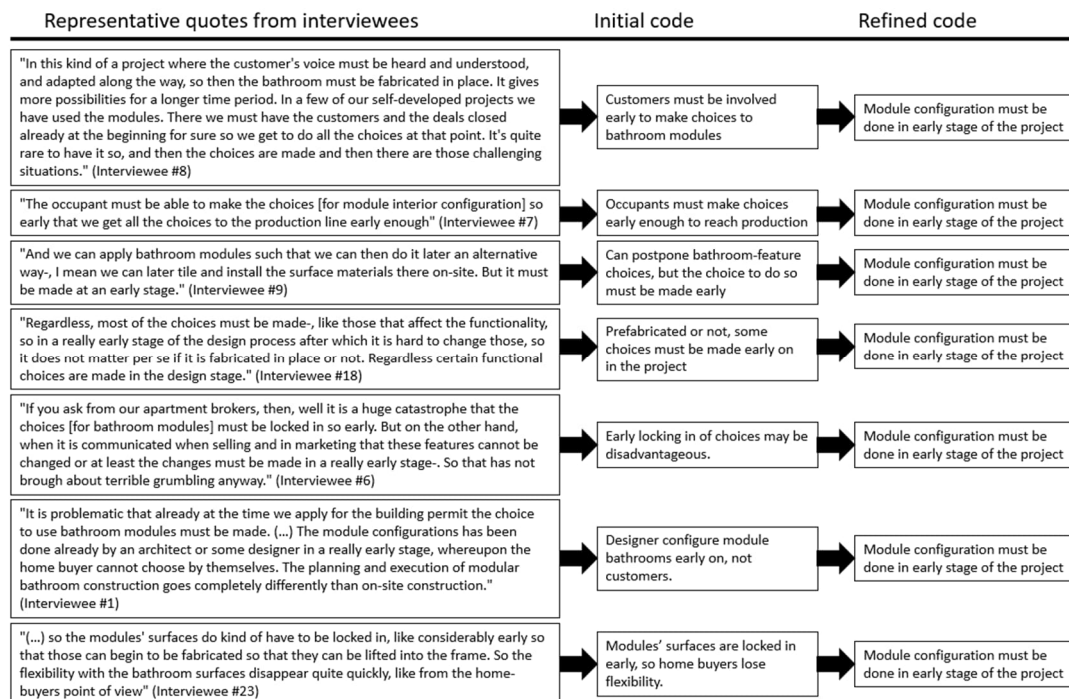 Representative quotes from interviewees
Initial code
Refined code
"In this kind of a project where the customer's voice must be heard and understood,
and adapted along the way, so then the bathroom must be fabricated in place. It gives
more possibilities for a longer time period. In a few of our self-developed projects we
have used the modules. There we must have the customers and the deals closed
already at the beginning for sure so we get to do all the choices at that point. It's quite
rare to have it so, and then the choices are made and then there are those challenging
situations." (Interviewee #8)
Customers must be involved
early to make choices to
bathroom modules
Module configuration must be
done in early stage of the project
"The occupant must be able to make the choices [for module interior configuration] so
early that we get all the choices to the production line early enough" (Interviewee #7)
Occupants must make choices
early enough to reach production
Module configuration must be
done in early stage of the project
"And we can apply bathroom modules such that we can then do it later an alternative
way-, I mean we can later tile and install the surface materials there on-site. But it must
be made at an early stage." (Interviewee #9)
Can postpone bathroom-feature
choices, but the choice to do so
must be made early
Module configuration must be
done in early stage of the project
"Regardless, most of the choices must be made-, like those that affect the functionality,
so in a really early stage of the design process after which it is hard to change those, so
it does not matter per se if it is fabricated in place or not. Regardless certain functional
choices are made in the design stage." (Interviewee #18)
Prefabricated or not, some
choices must be made early on
in the project
Module configuration must be
done in early stage of the project
"If you ask from our apartment brokers, then, well it is a huge catastrophe that the
choices [for bathroom modules] must be locked in so early. But on the other hand,
when it is communicated when selling and in marketing that these features cannot be
changed or at least the changes must be made in a really early stage-. So that has not
brough about terrible grumbling anyway." (Interviewee #6)
Early locking in of choices may be
disadvantageous.
Module configuration must be
done in early stage of the project
"It is problematic that already at the time we apply for the building permit the choice
to use bathroom modules must be made. (...) The module configurations has been
done already by an architect or some designer in a really early stage, whereupon the
home buyer cannot choose by themselves. The planning and execution of modular
bathroom construction goes completely differently than on-site construction."
(Interviewee #1)
Designer configure module
bathrooms early on, not
customers.
Module configuration must be
done in early stage of the project
"(...) so the modules' surfaces do kind of have to be locked in, like considerably early so
that those can begin to be fabricated so that they can be lifted into the frame. So the
flexibility with the bathroom surfaces disappear quite quickly, like from the home-
buyers point of view" (Interviewee #23)
Modules' surfaces are locked in
early, so home buyers lose
flexibility.
Module configuration must be
done in early stage of the project